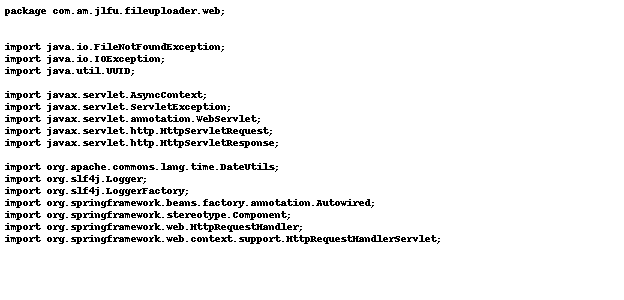 package com.am.jlfu.fileuploader.web;
import java.io.FileNotFoundException;
import java.io.IOException;
import java.util.UUID;
import javax.servlet.AsyncContext;
import javax.servlet.ServletException;
import javax.servlet.annotation.WebServlet;
import javax.servlet.http.HttpServletRequest;
import javax.servlet.http.HttpServletResponse;
import org.apache.commons.lang.time.DateUtils;
import org.slf4j.Logger;
import org.slf4j.LoggerFactory;
import org.springframework.beans.factory.annotation.Autowired;
import org.springframework.stereotype.Component;
import org.springframework.web.HttpRequestHandler;
import org.springframework.web.context.support.HttpRequestHandlerServlet;